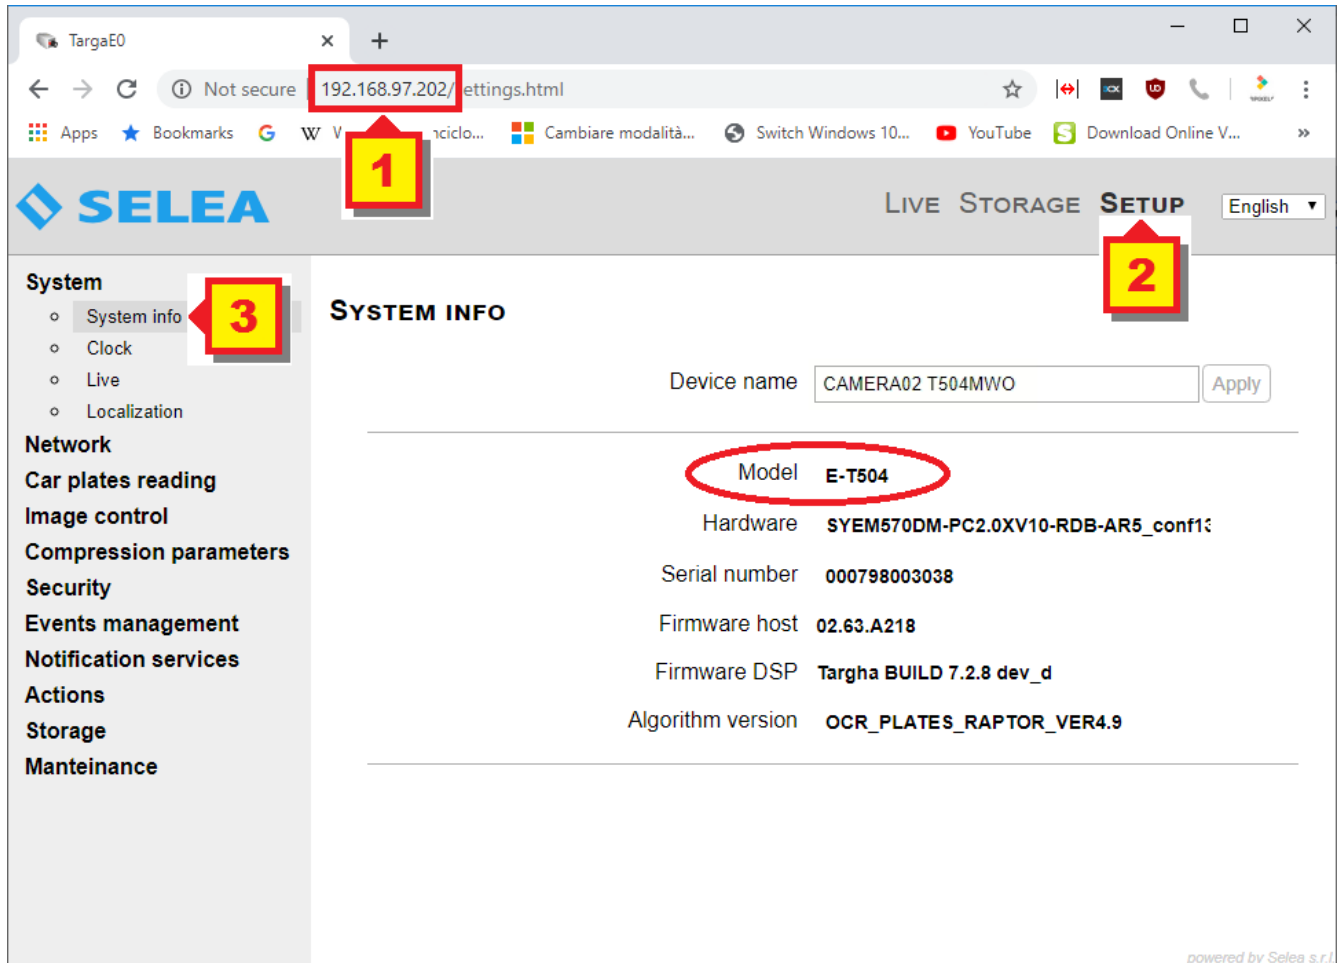 TargaE0
Not secure 192.168.97.202/ ettings.html
Apps Bookmarks nciclo... Cambiare modalità... Switch Windows 10... YouTube Download Online V... »
1
SELEA
LIVE STORAGE SETUP English
2
System
System info
3
SYSTEM INFO
Clock
Live
Localization
Device name CAMERA02 T504MWO Apply
Network
Car plates reading
Image control
Compression parameters
Security
Events management
Notification services
Actions
Storage
Manteinance
Model E-T504
Hardware SYEM570DM-PC2.0XV10-RDB-AR5_conf13
Serial number 000798003038
Firmware host 02.63.A218
Firmware DSP Targha BUILD 7.2.8 dev_d
Algorithm version OCR_PLATES_RAPTOR_VER4.9
powered by Selea s.r.l.